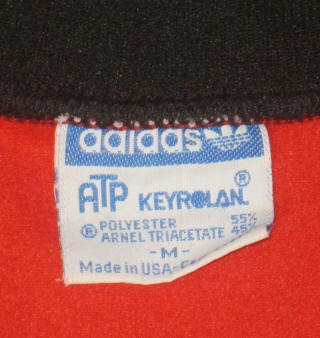 adidas
ATP KEYROLAN®
® POLYESTER 55%
ARNEL TRIACETATE 45%
-M-
Made in USA-